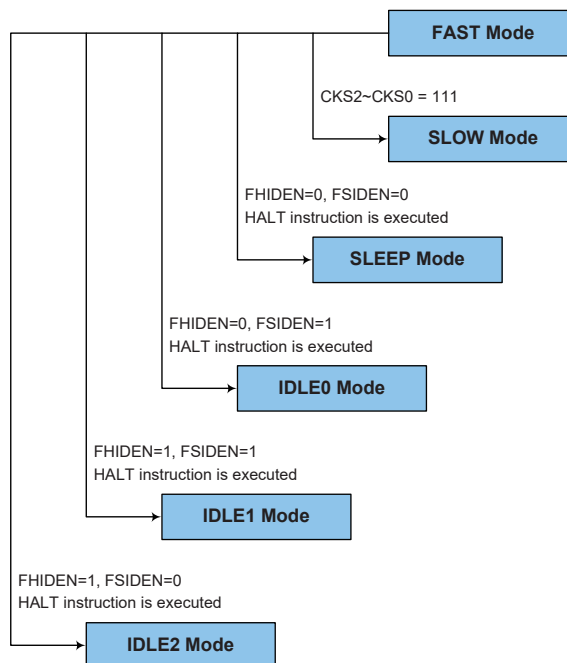 FAST Mode
CKS2~CKS0 = 111
SLOW Mode
FHIDEN=0, FSIDEN=0
HALT instruction is executed
SLEEP Mode
FHIDEN=0, FSIDEN=1
HALT instruction is executed
IDLE0 Mode
FHIDEN=1, FSIDEN=1
HALT instruction is executed
IDLE1 Mode
FHIDEN=1, FSIDEN=0
HALT instruction is executed
IDLE2 Mode